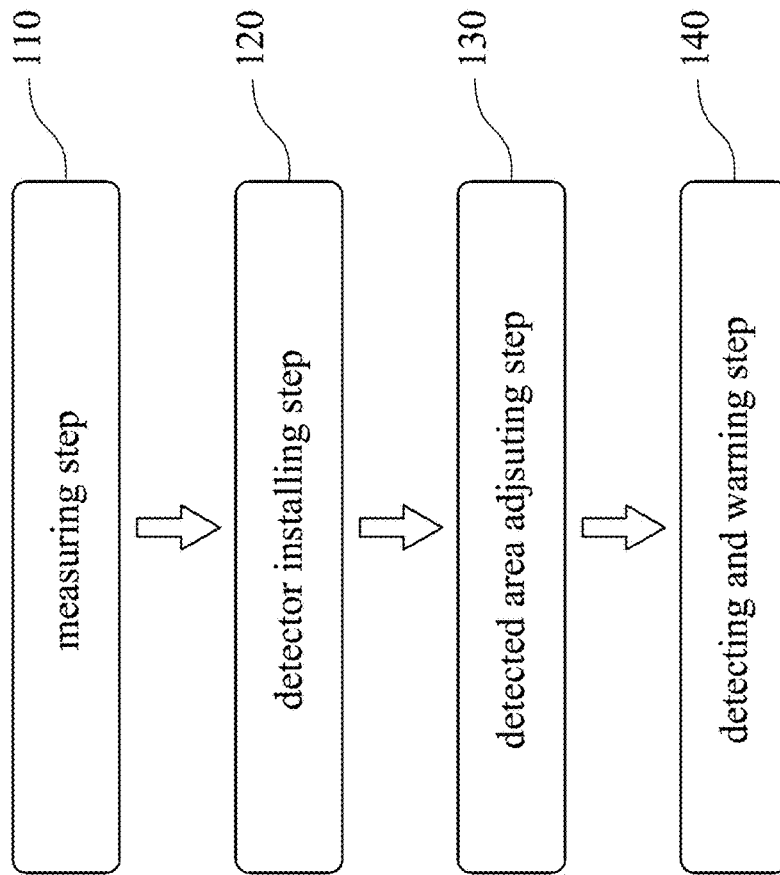 measuring step
110
detector installing step
120
detected area adjsuting step
130
detecting and warning step
140